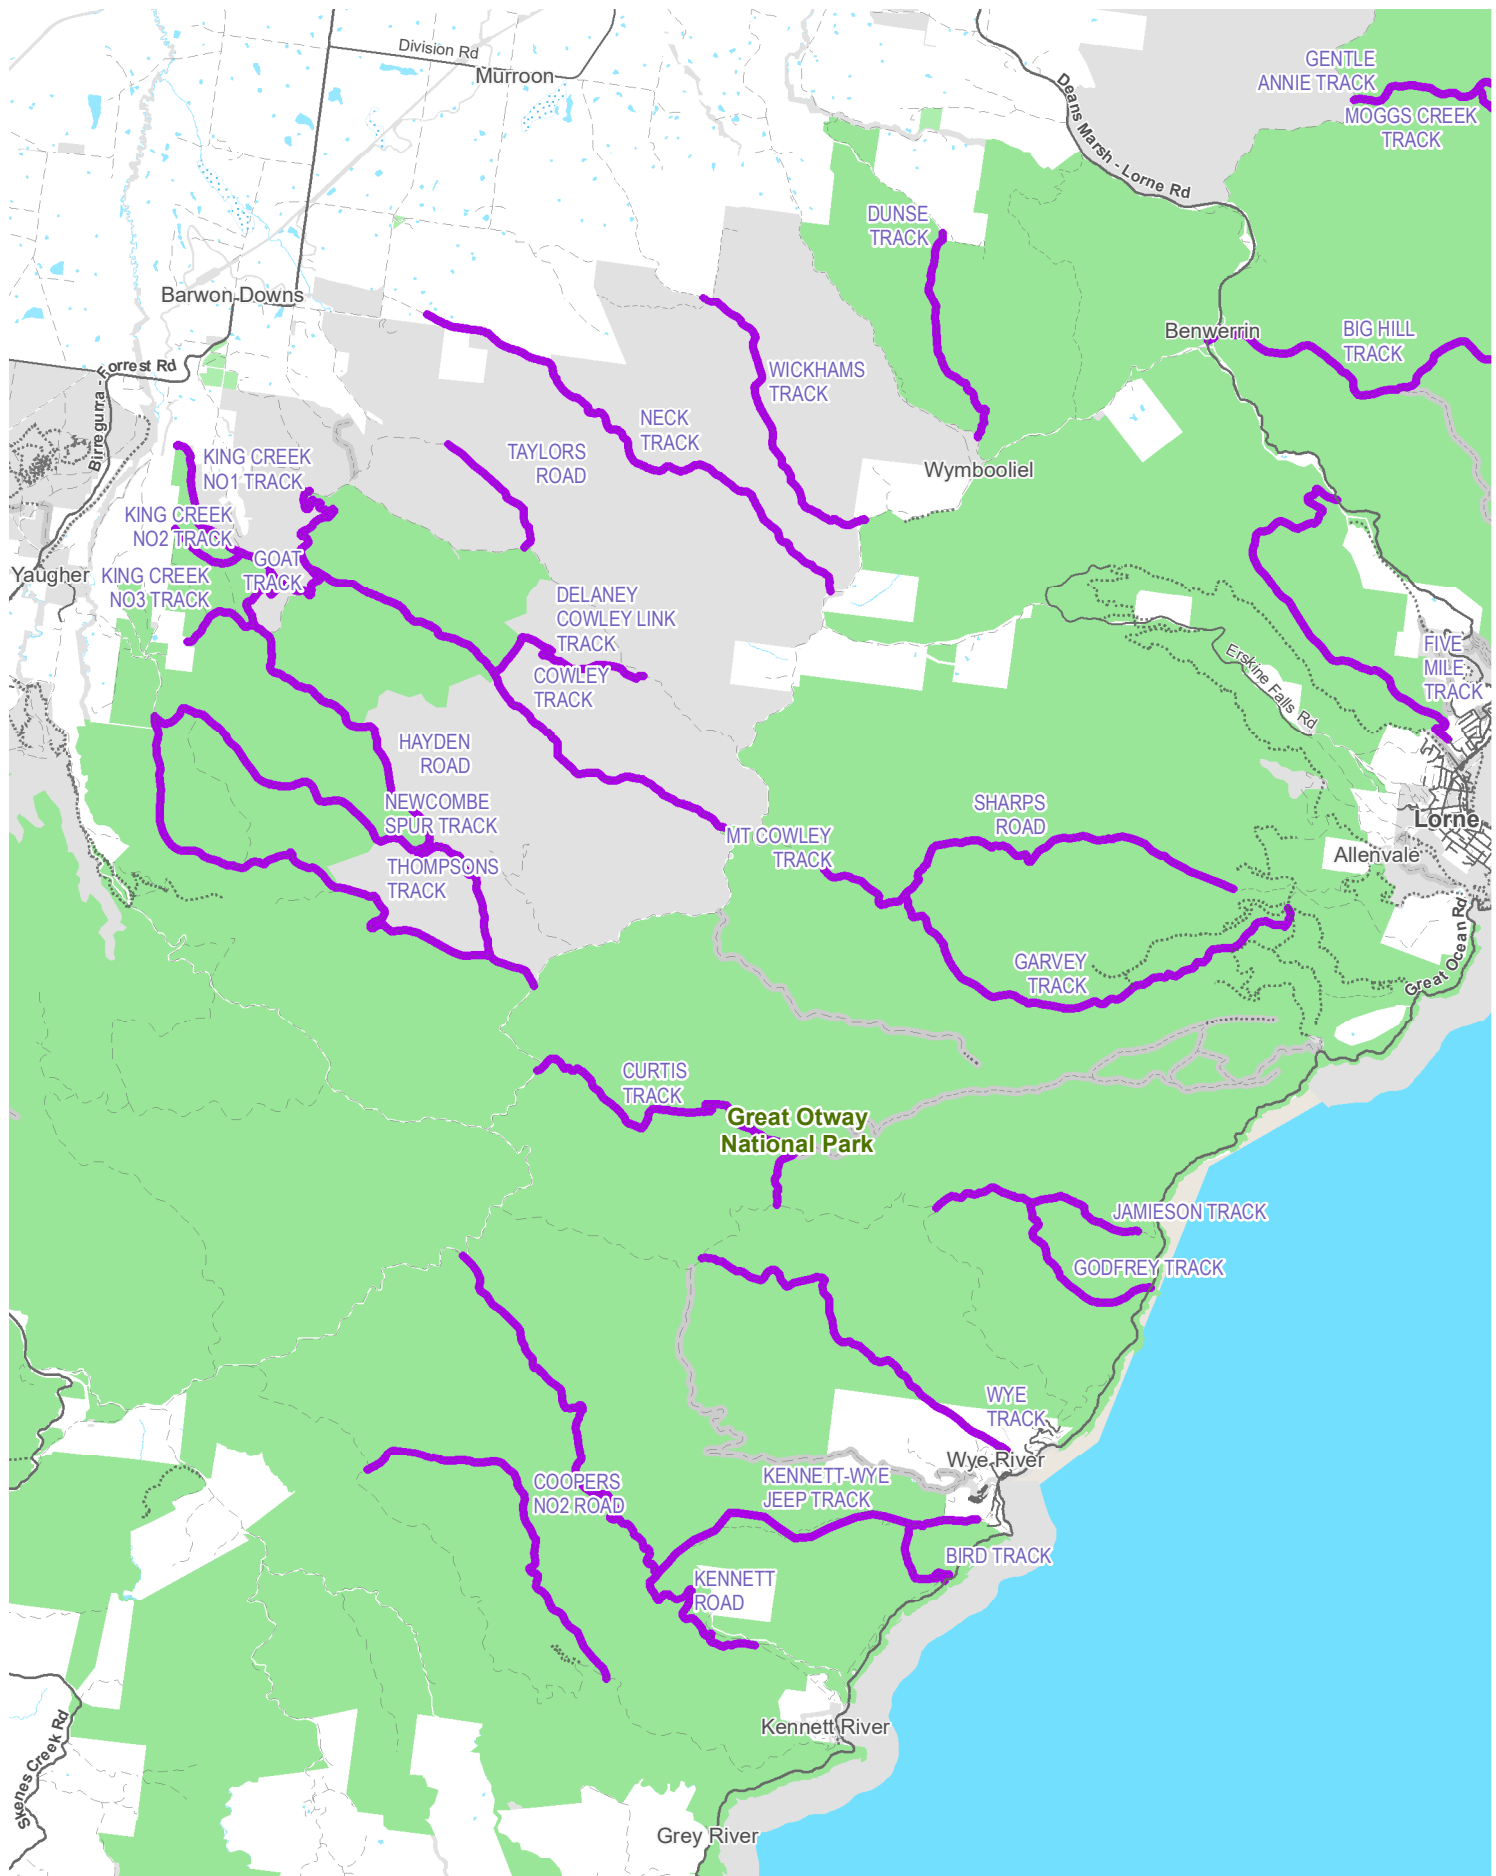 Division Rd
Murroon
GENTLE
ANNIE TRACK
MOGGS CREEK
TRACK
Deans Marsh - Lorne Rd
DUNSE
TRACK
Barwon Downs
Benwerrin
BIG HILL
TRACK
Birregurra - Forrest Rd
WICKHAMS
TRACK
NECK
TRACK
TAYLORS
ROAD
KING CREEK
NO1 TRACK
Wymbooliel
KING CREEK
NO2 TRACK
GOAT
TRACK
Yaugher
KING CREEK
NO3 TRACK
DELANEY
COWLEY LINK
TRACK
COWLEY
TRACK
Erskine Falls Rd
FIVE
MILE
TRACK
HAYDEN
ROAD
NEWCOMBE
SPUR TRACK
SHARPS
ROAD
Lorne
MT COWLEY
TRACK
Allenvale
THOMPSONS
TRACK
GARVEY
TRACK
Great Ocean Rd
CURTIS
TRACK
Great Otway
National Park
JAMIESON TRACK
GODFREY TRACK
WYE
TRACK
Wye River
COOPERS
NO2 ROAD
KENNETT-WYE
JEEP TRACK
BIRD TRACK
KENNETT
ROAD
Kennett River
Skenes Creek Rd
Grey River